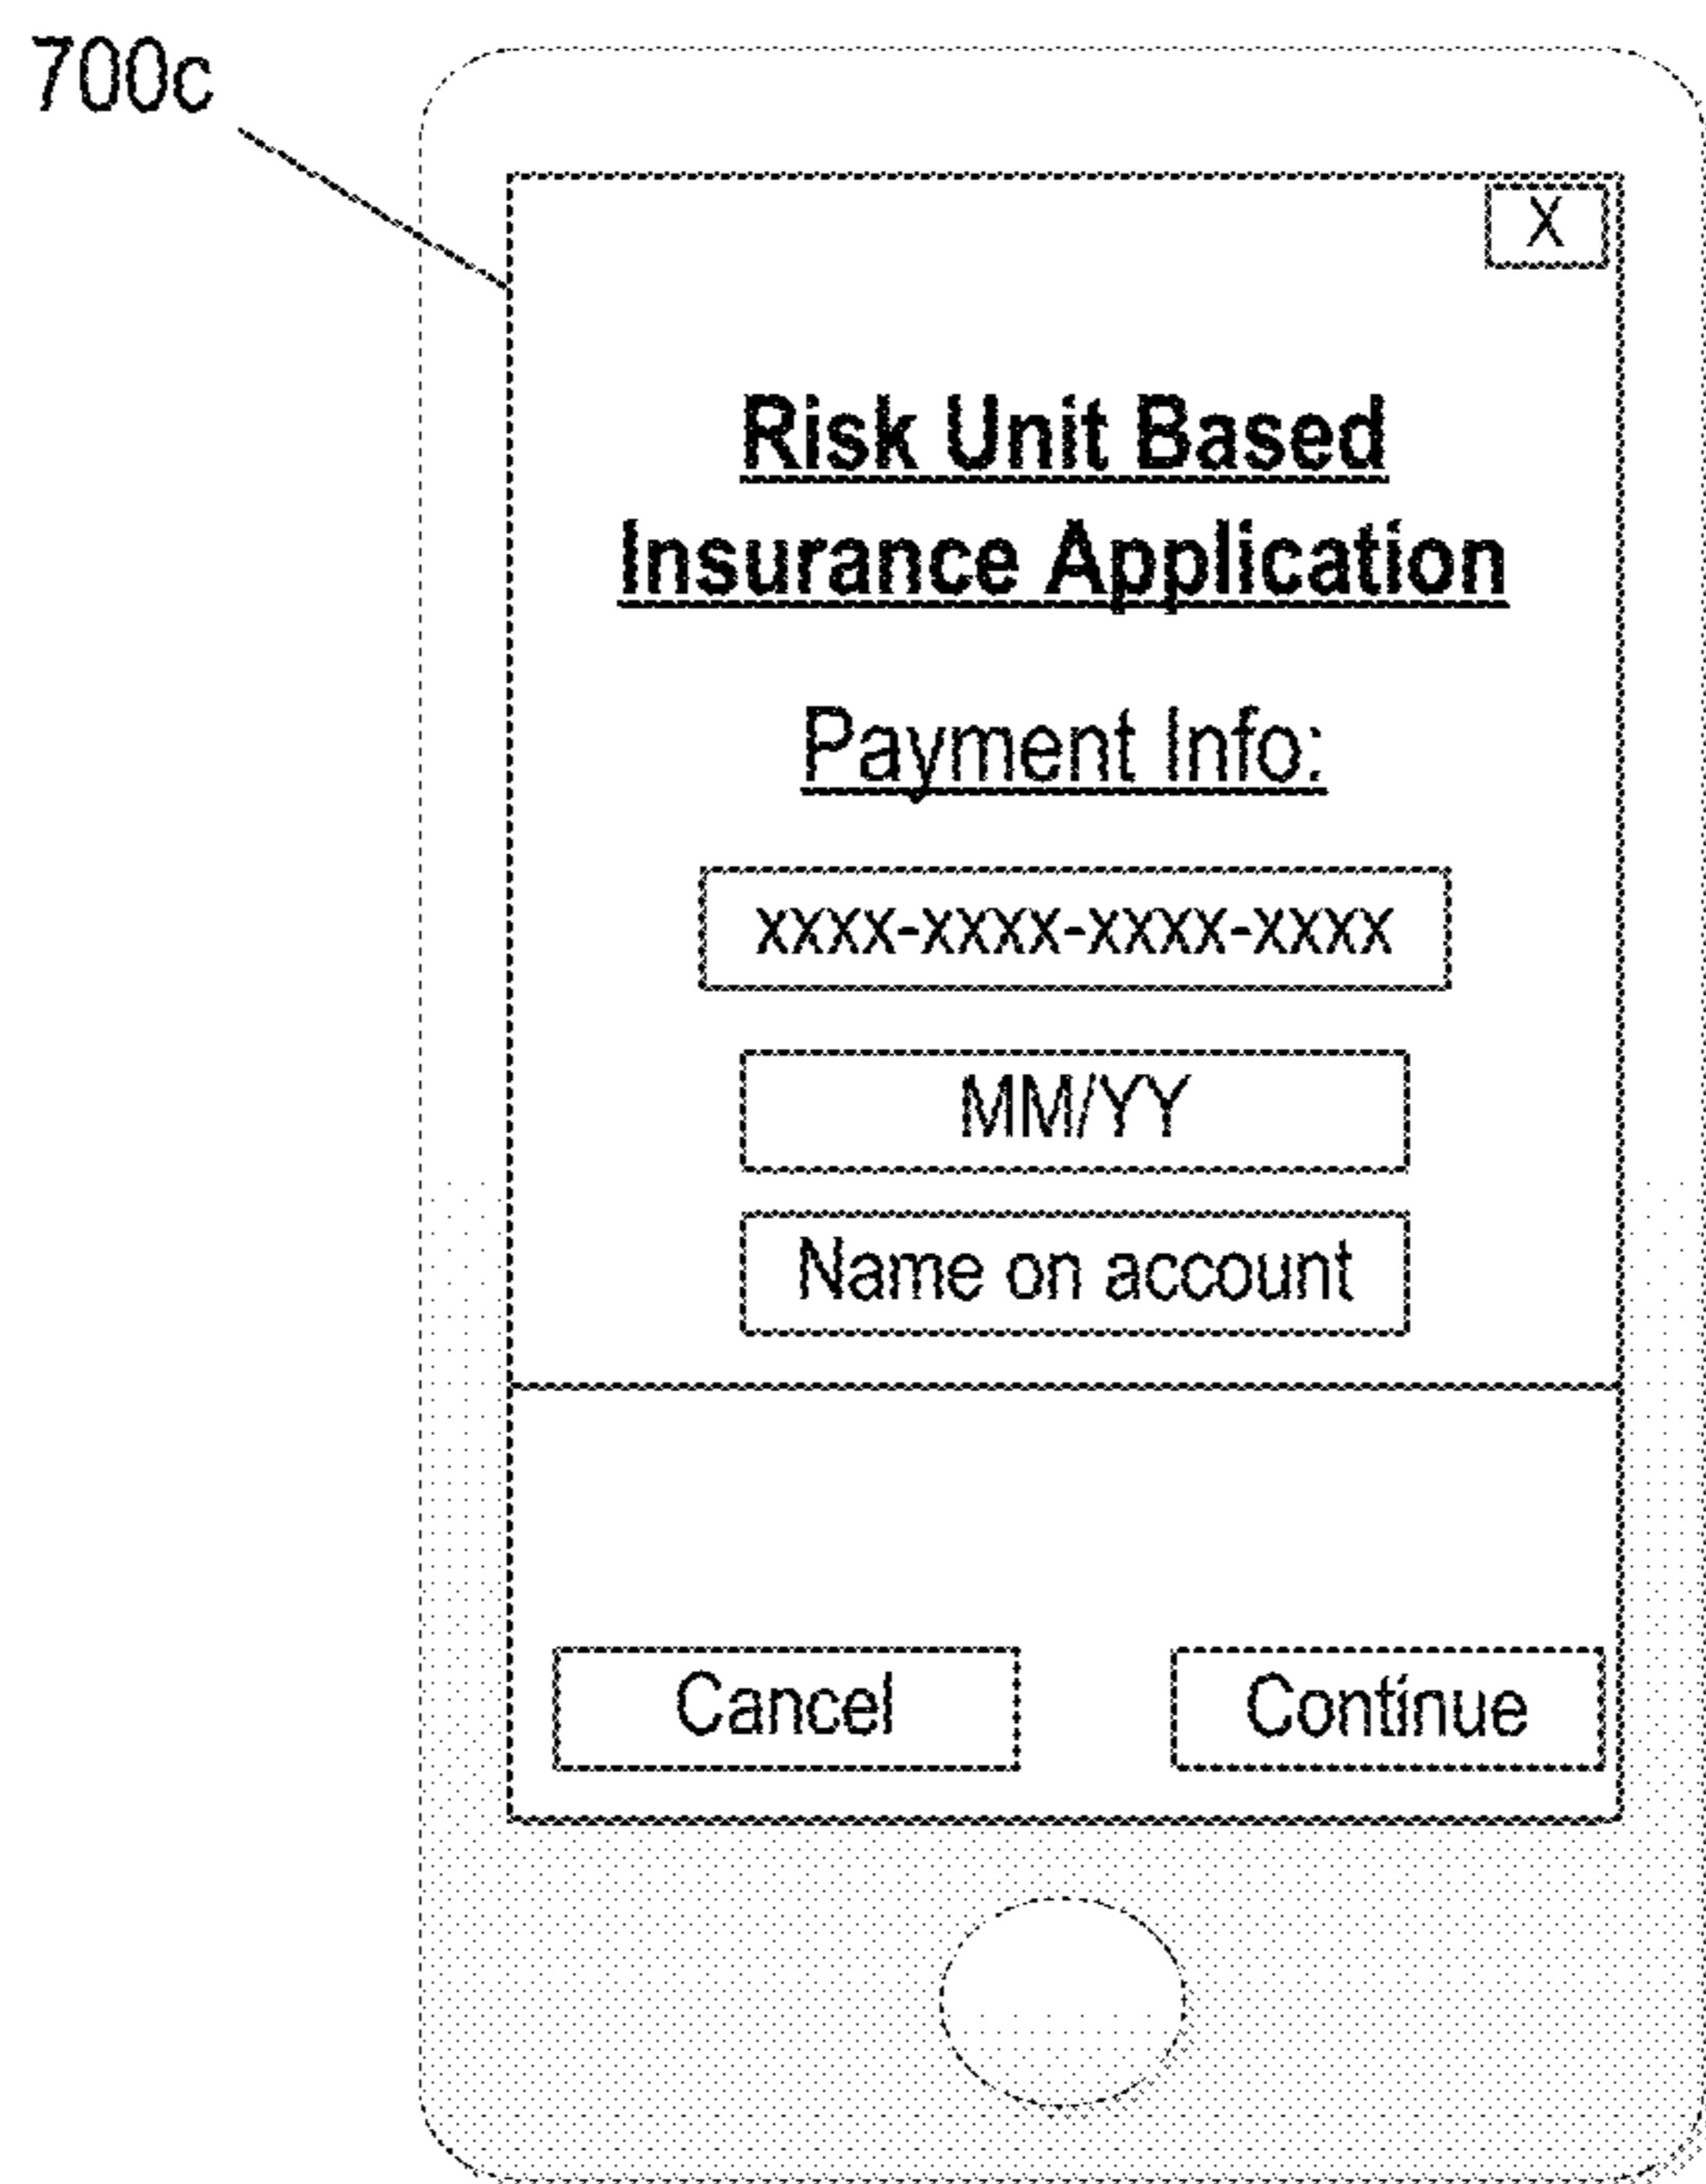 700c
X
Risk Unit Based
Insurance Application
Payment Info:
xxxx-xxxx-xxxx-xxxx
MM/YY
Name on account
Cancel
Continue